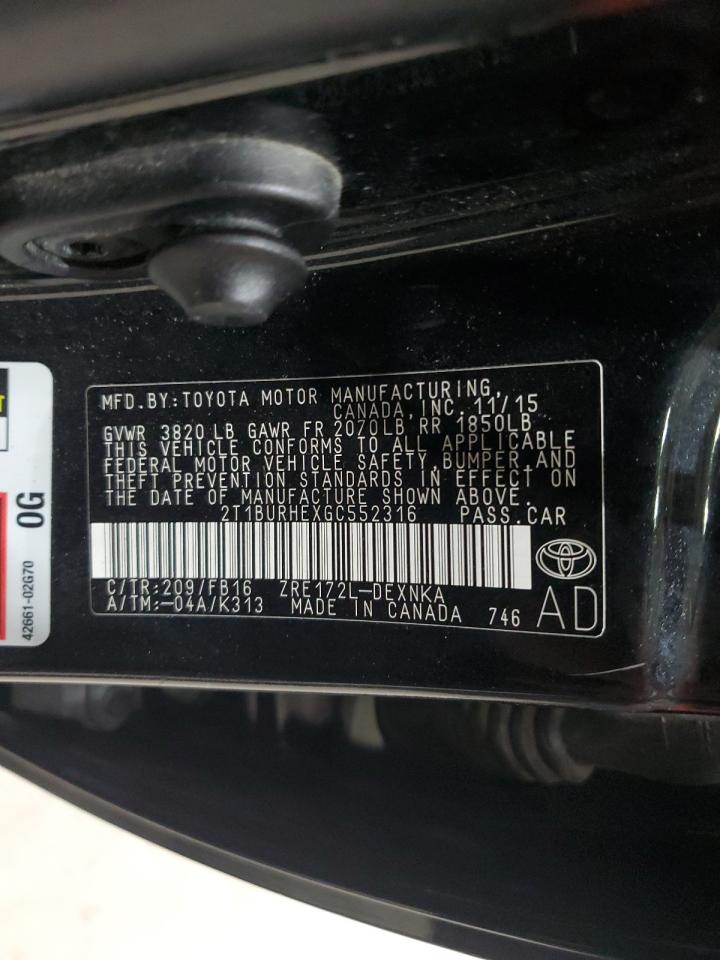 MFD.BY:TOYOTA MOTOR MANUFACTURING,
CANADA, INC. 11/15
GVWR 3820 LB GAWR FR 2070LB RR 1850LB
THIS VEHICLE CONFORMS TO ALL APPLICABLE
FEDERAL MOTOR VEHICLE SAFETY, BUMPER, AND
THEFT PREVENTION STANDARDS IN EFFECT ON
THE DATE OF MANUFACTURE SHOWN ABOVE.
2T1BURHEXGC552316 PASS.CAR
C/TR:209/FB16 ZRE172L-DEXNKA
A/TM:-04A/K313 MADE IN CANADA 746 AD
0G
42661-02G70